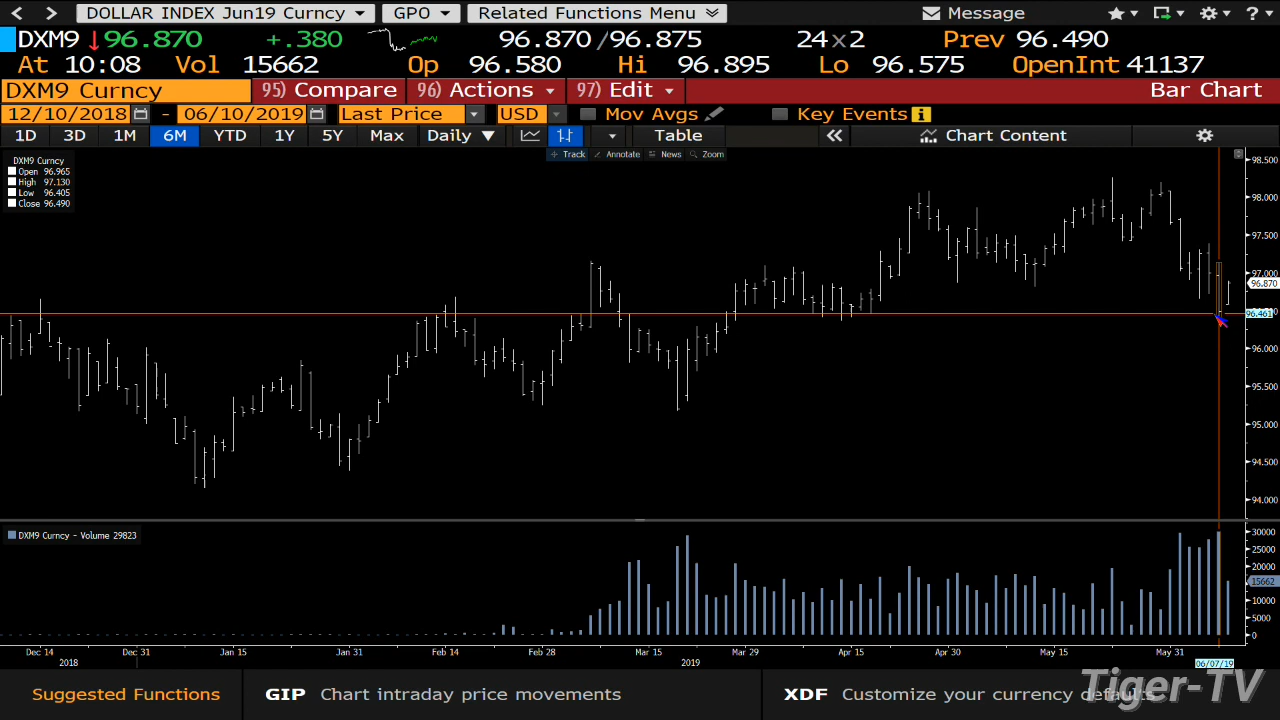 DOLLAR INDEX Jun19 Curncy GPO Related Functions Menu Message ?
DXM9 ↓96.870 +.380 96.870/96.875 24×2 Prev 96.490
At 10:08 Vol 15662 Op 96.580 Hi 96.895 Lo 96.575 OpenInt 41137
DXM9 Curncy 95) Compare 96) Actions 97) Edit Bar Chart
12/10/2018 - 06/10/2019 Last Price USD Mov Avgs Key Events i
1D 3D 1M 6M YTD 1Y 5Y Max Daily ▼ Table « Chart Content
Track Annotate News Zoom
DXM9 Curncy
Open 96.965
High 97.130
Low 96.405
Close 96.490
98.500
98.000
97.500
97.000
96.870
96.461
96.000
95.500
95.000
94.500
94.000
DXM9 Curncy - Volume 29823
30000
25000
20000
15662
10000
5000
0
Dec 14 Dec 31 Jan 15 Jan 31 Feb 14 Feb 28 Mar 15 Mar 29 Apr 15 Apr 30 May 15 May 31
2018 2019 06/07/19
Suggested Functions GIP Chart intraday price movements XDF Customize your currency defaults
Tiger-TV